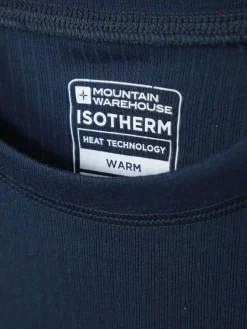 MOUNTAIN
WAREHOUSE
ISOTHERM
HEAT TECHNOLOGY
WARM